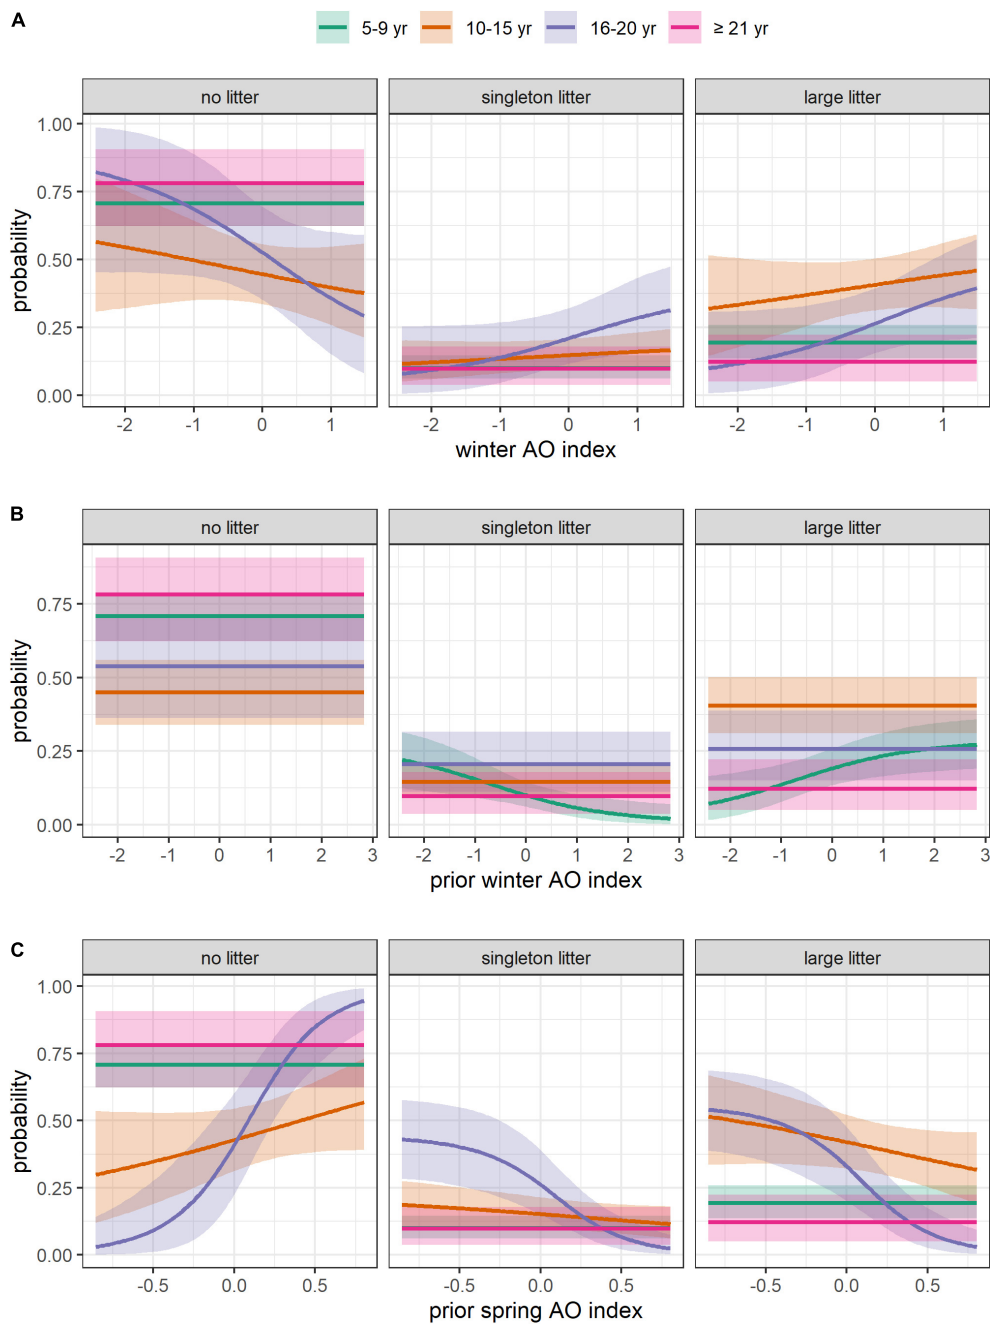 A
5-9 yr 10-15 yr 16-20 yr ≥ 21 yr
no litter singleton litter large litter
probability
1.00
0.75
0.50
0.25
0.00
-2 -1 0 1 -2 -1 0 1 -2 -1 0 1
winter AO index
B
no litter singleton litter large litter
probability
0.75
0.50
0.25
0.00
-2 -1 0 1 2 3 -2 -1 0 1 2 3 -2 -1 0 1 2 3
prior winter AO index
C
no litter singleton litter large litter
probability
1.00
0.75
0.50
0.25
0.00
-0.5 0.0 0.5 -0.5 0.0 0.5 -0.5 0.0 0.5
prior spring AO index